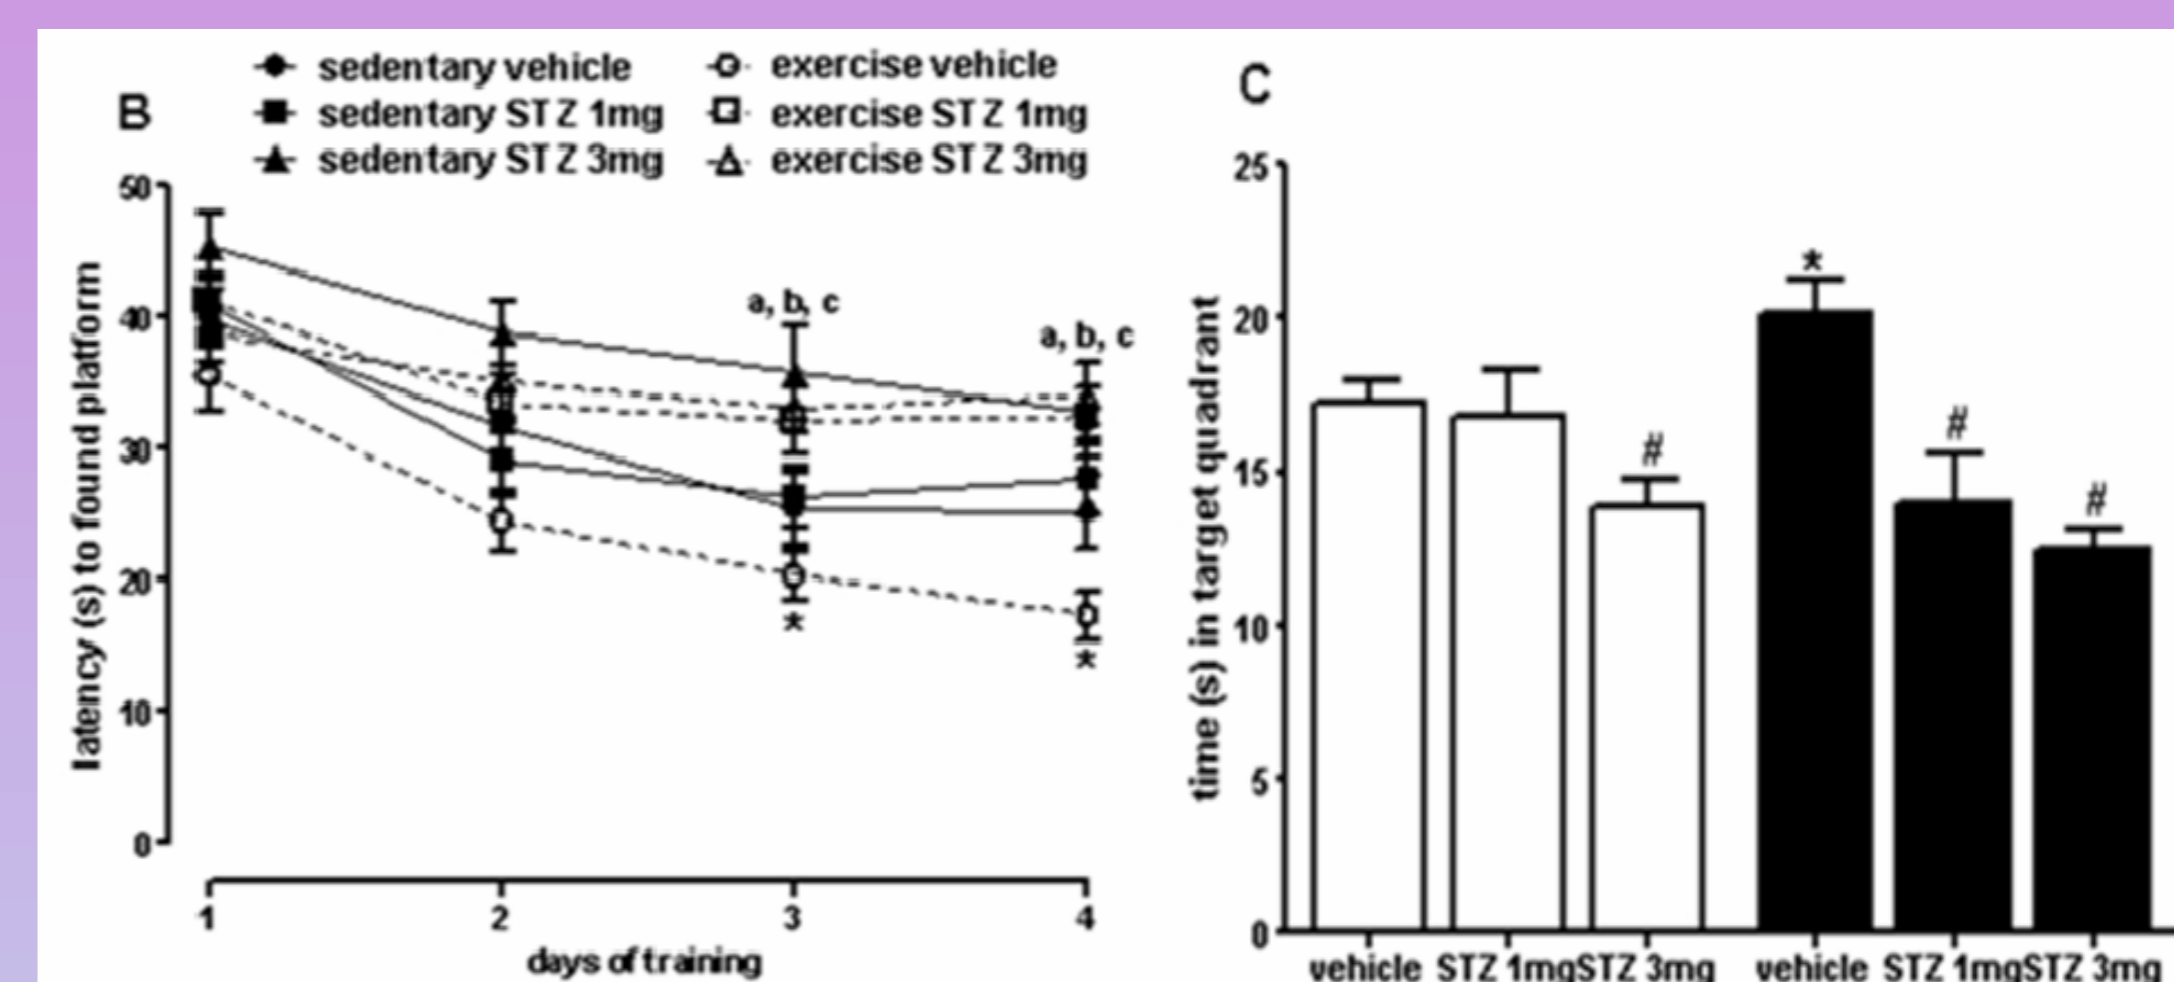 B
sedentary vehicle
sedentary STZ 1mg
sedentary STZ 3mg
exercise vehicle
exercise STZ 1mg
exercise STZ 3mg
latency (s) to found platform
50
40
30
20
10
0
a, b, c
a, b, c
*
*
1 2 3 4
days of training
C
time (s) in target quadrant
25
20
15
10
5
0
#
*
#
#
vehicle STZ 1mg STZ 3mg vehicle STZ 1mg STZ 3mg